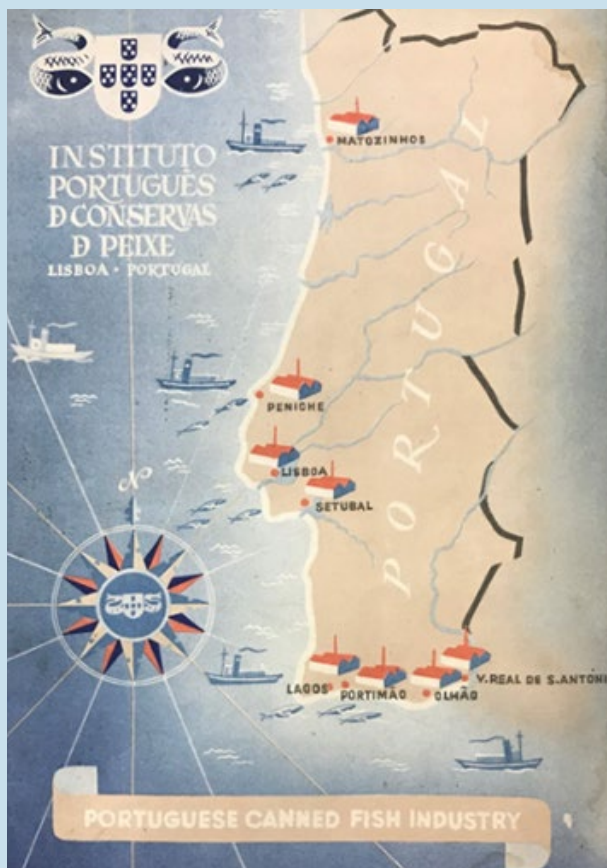 INSTITUTO
PORTUGUÊS
D CONSERVAS
D PEIXE
LISBOA · PORTUGAL
MATOZINHOS
PORTUGAL
PENICHE
LISBOA
SETUBAL
N
LAGOS
PORTIMÃO
OLHÃO
V. REAL DE S. ANTONI
PORTUGUESE CANNED FISH INDUSTRY